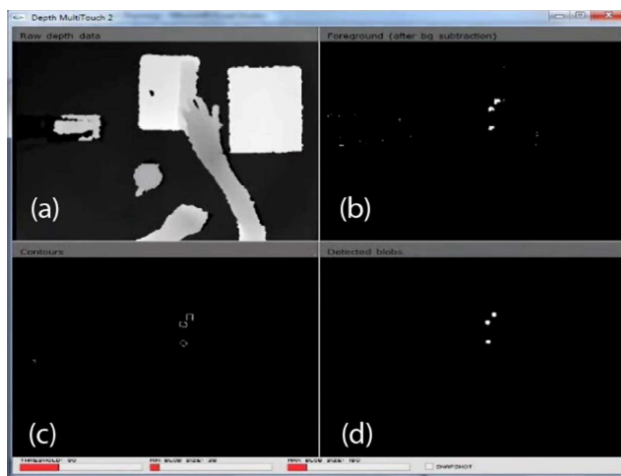 Depth MultiTouch 2
Raw depth data
Foreground (after bg subtraction)
(a)
(b)
Contours
Detected blobs
(c)
(d)
SNAPSHOT